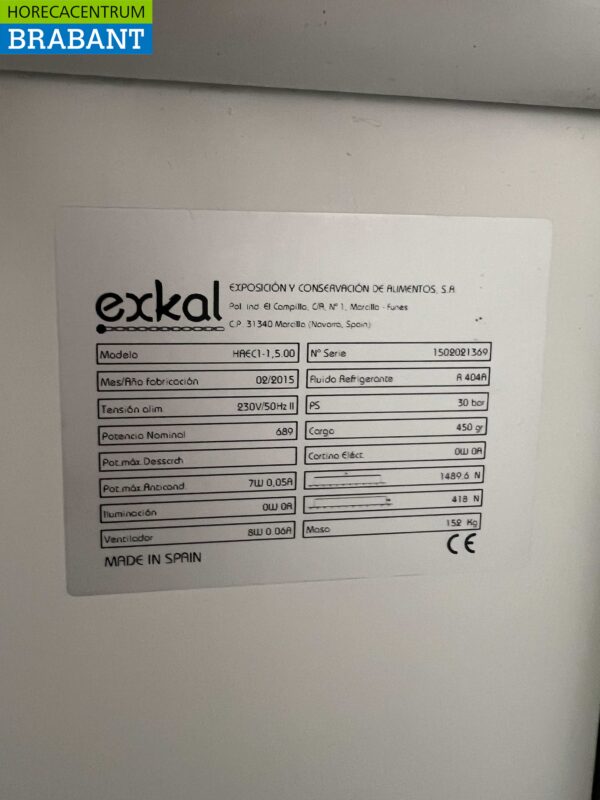 HORECACENTRUM
BRABANT
exkal
EXPOSICIÓN Y CONSERVACIÓN DE ALIMENTOS, S.A.
Pol. ind. El Campillo, C/A, Nº 1, Marcilla - Funes
C.P. 31340 Marcilla (Navarra, Spain)
Modelo HAEC1-1,5.00 Nº Serie 1502021369
Mes/Año fabricación 02/2015 Fluido Refrigerante R 404A
Tensión alim. 230V/50Hz II PS 30 bar
Potencia Nominal 689 Carga 450 gr
Pot.máx Desscrch Cortina Eléct. 0W 0A
Pot.máx Anticond. 7W 0,05A 1489.6 N
Iluminación 0W 0A 418 N
Ventilador 8W 0.06A Masa 152 Kg
MADE IN SPAIN CE